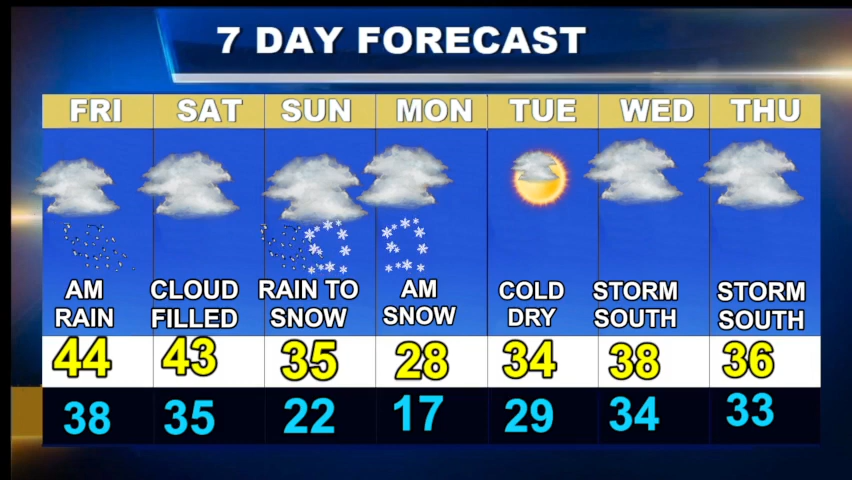 7 DAY FORECAST
FRI SAT SUN MON TUE WED THU
AM CLOUD RAIN TO AM COLD STORM STORM
RAIN FILLED SNOW SNOW DRY SOUTH SOUTH
44 43 35 28 34 38 36
38 35 22 17 29 34 33